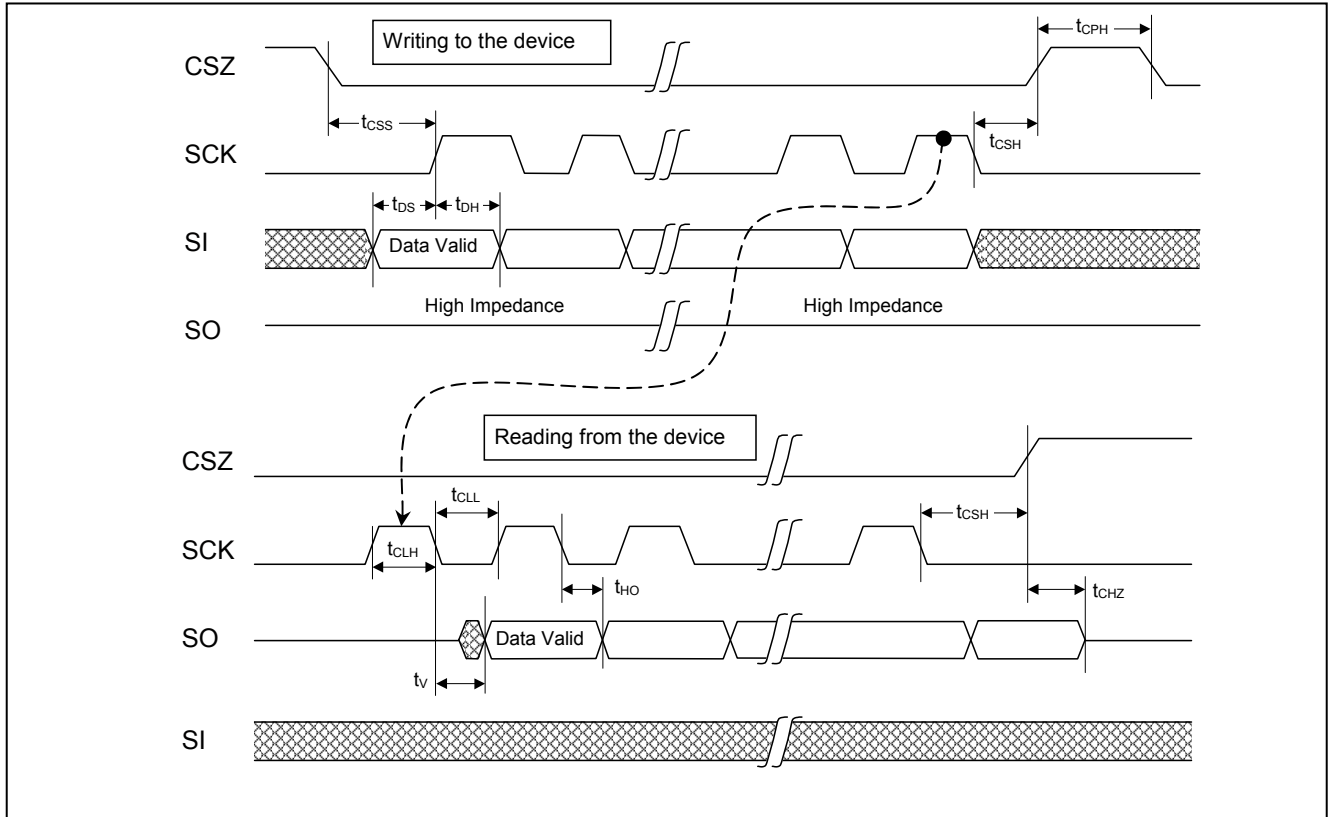 Writing to the device
tCPH
CSZ
tCSS
tCSH
SCK
tDS
tDH
SI
Data Valid
High Impedance
High Impedance
SO
Reading from the device
CSZ
tCLL
tCSH
SCK
tCLH
tHO
tCHZ
SO
Data Valid
tV
SI